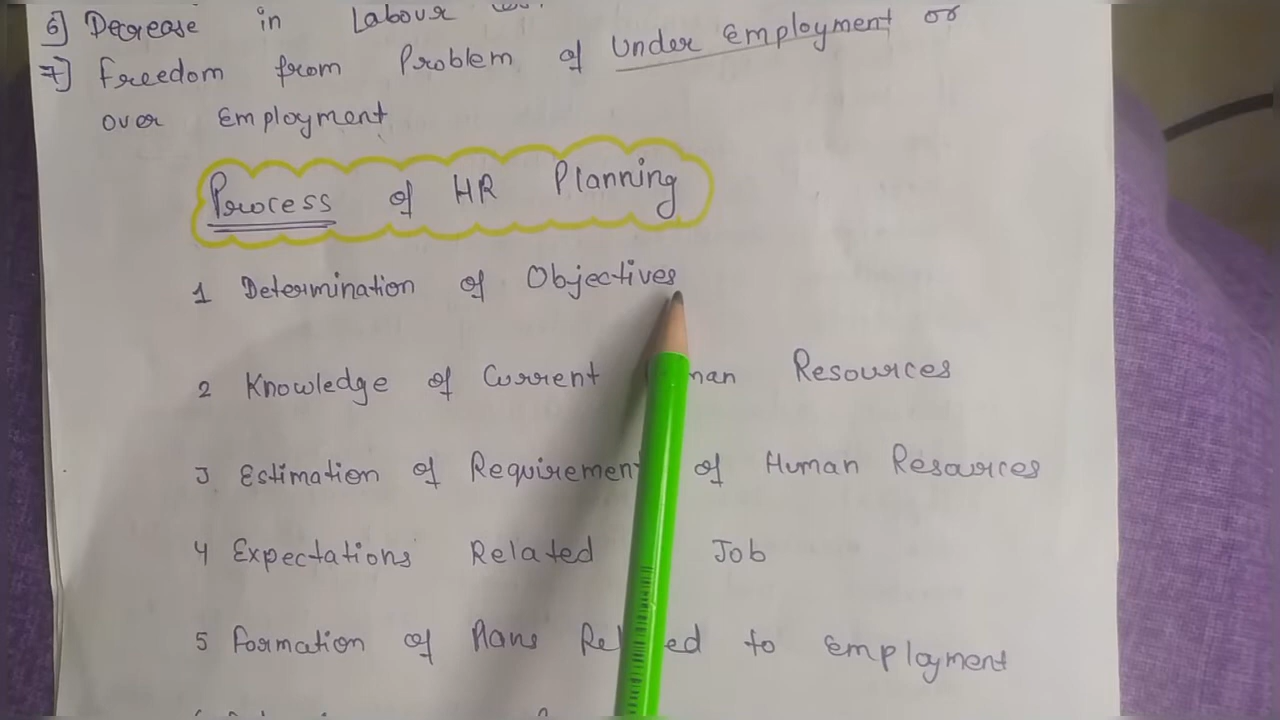 6] Decrease in Labour
7] Freedom from Problem of Under Employment or
over Employment
Process of HR Planning
1 Determination of Objectives
2 Knowledge of Current Resources
3 Estimation of Requirement of Human Resources
4 Expectations Related Job
5 Formation of Plans to Employment